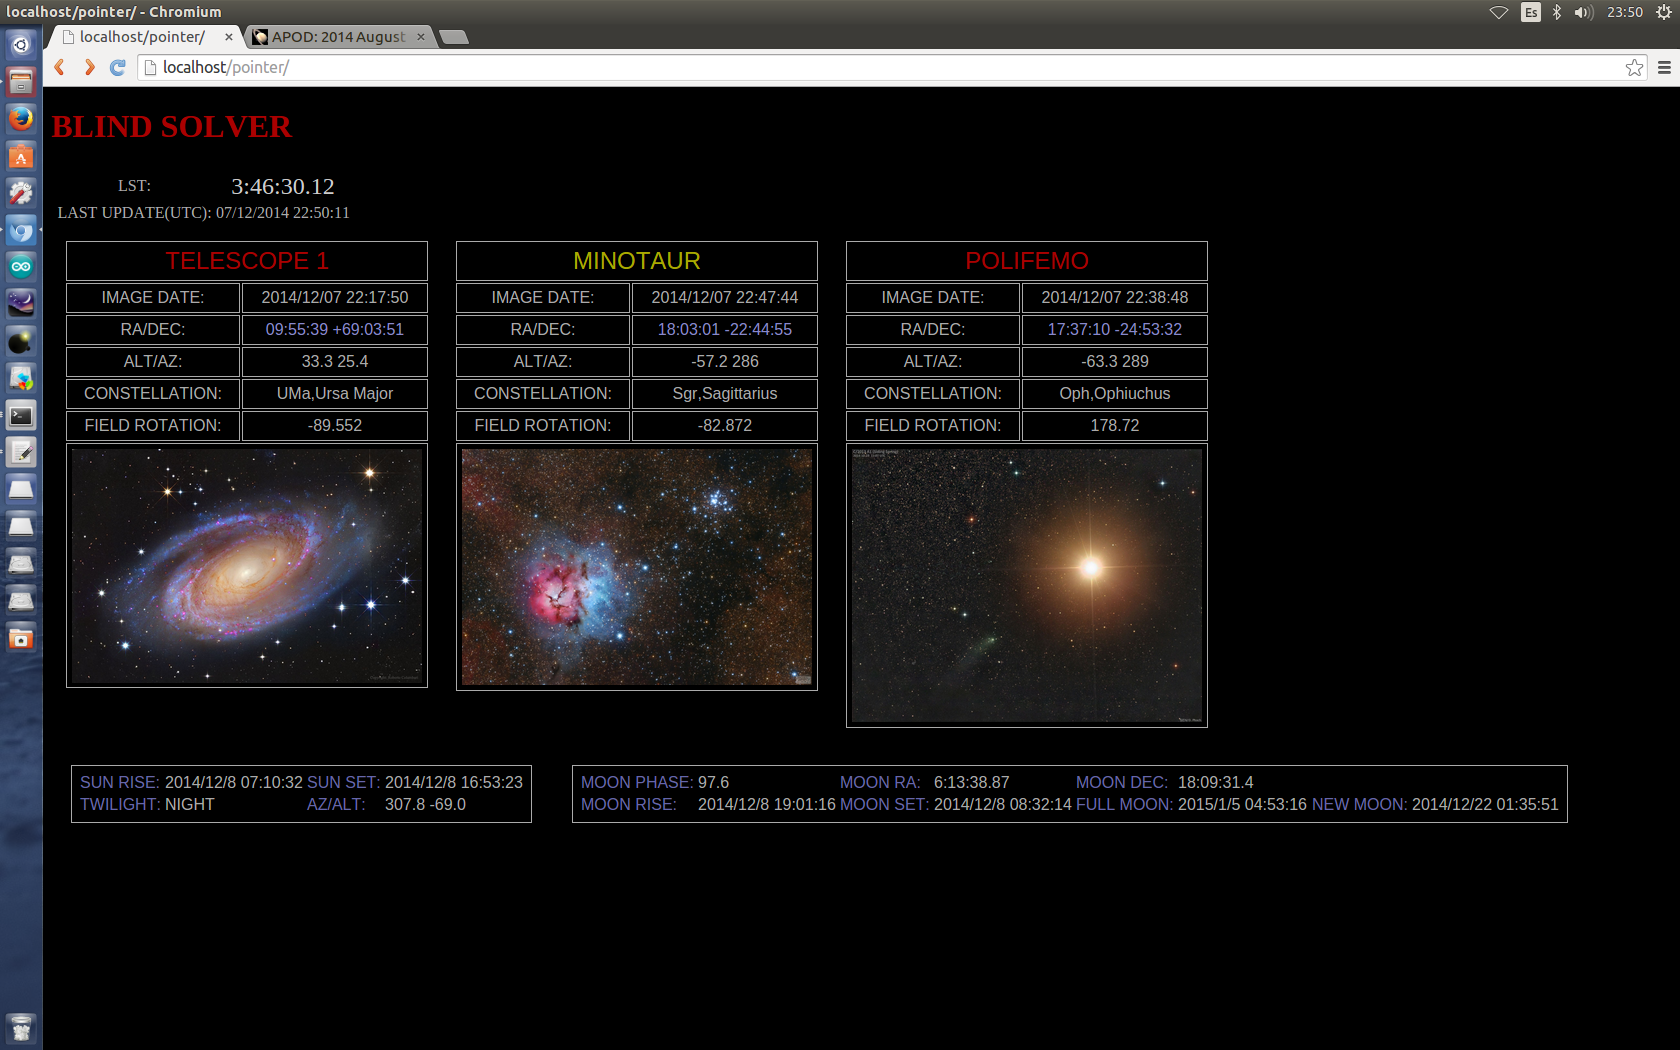 localhost/pointer/ - Chromium
Es
23:50
localhost/pointer/ × APOD: 2014 August ×
localhost/pointer/
BLIND SOLVER
LST: 3:46:30.12
LAST UPDATE(UTC): 07/12/2014 22:50:11
TELESCOPE 1
IMAGE DATE: 2014/12/07 22:17:50
RA/DEC: 09:55:39 +69:03:51
ALT/AZ: 33.3 25.4
CONSTELLATION: UMa,Ursa Major
FIELD ROTATION: -89.552
MINOTAUR
IMAGE DATE: 2014/12/07 22:47:44
RA/DEC: 18:03:01 -22:44:55
ALT/AZ: -57.2 286
CONSTELLATION: Sgr,Sagittarius
FIELD ROTATION: -82.872
POLIFEMO
IMAGE DATE: 2014/12/07 22:38:48
RA/DEC: 17:37:10 -24:53:32
ALT/AZ: -63.3 289
CONSTELLATION: Oph,Ophiuchus
FIELD ROTATION: 178.72
SUN RISE: 2014/12/8 07:10:32 SUN SET: 2014/12/8 16:53:23
TWILIGHT: NIGHT AZ/ALT: 307.8 -69.0
MOON PHASE: 97.6 MOON RA: 6:13:38.87 MOON DEC: 18:09:31.4
MOON RISE: 2014/12/8 19:01:16 MOON SET: 2014/12/8 08:32:14 FULL MOON: 2015/1/5 04:53:16 NEW MOON: 2014/12/22 01:35:51